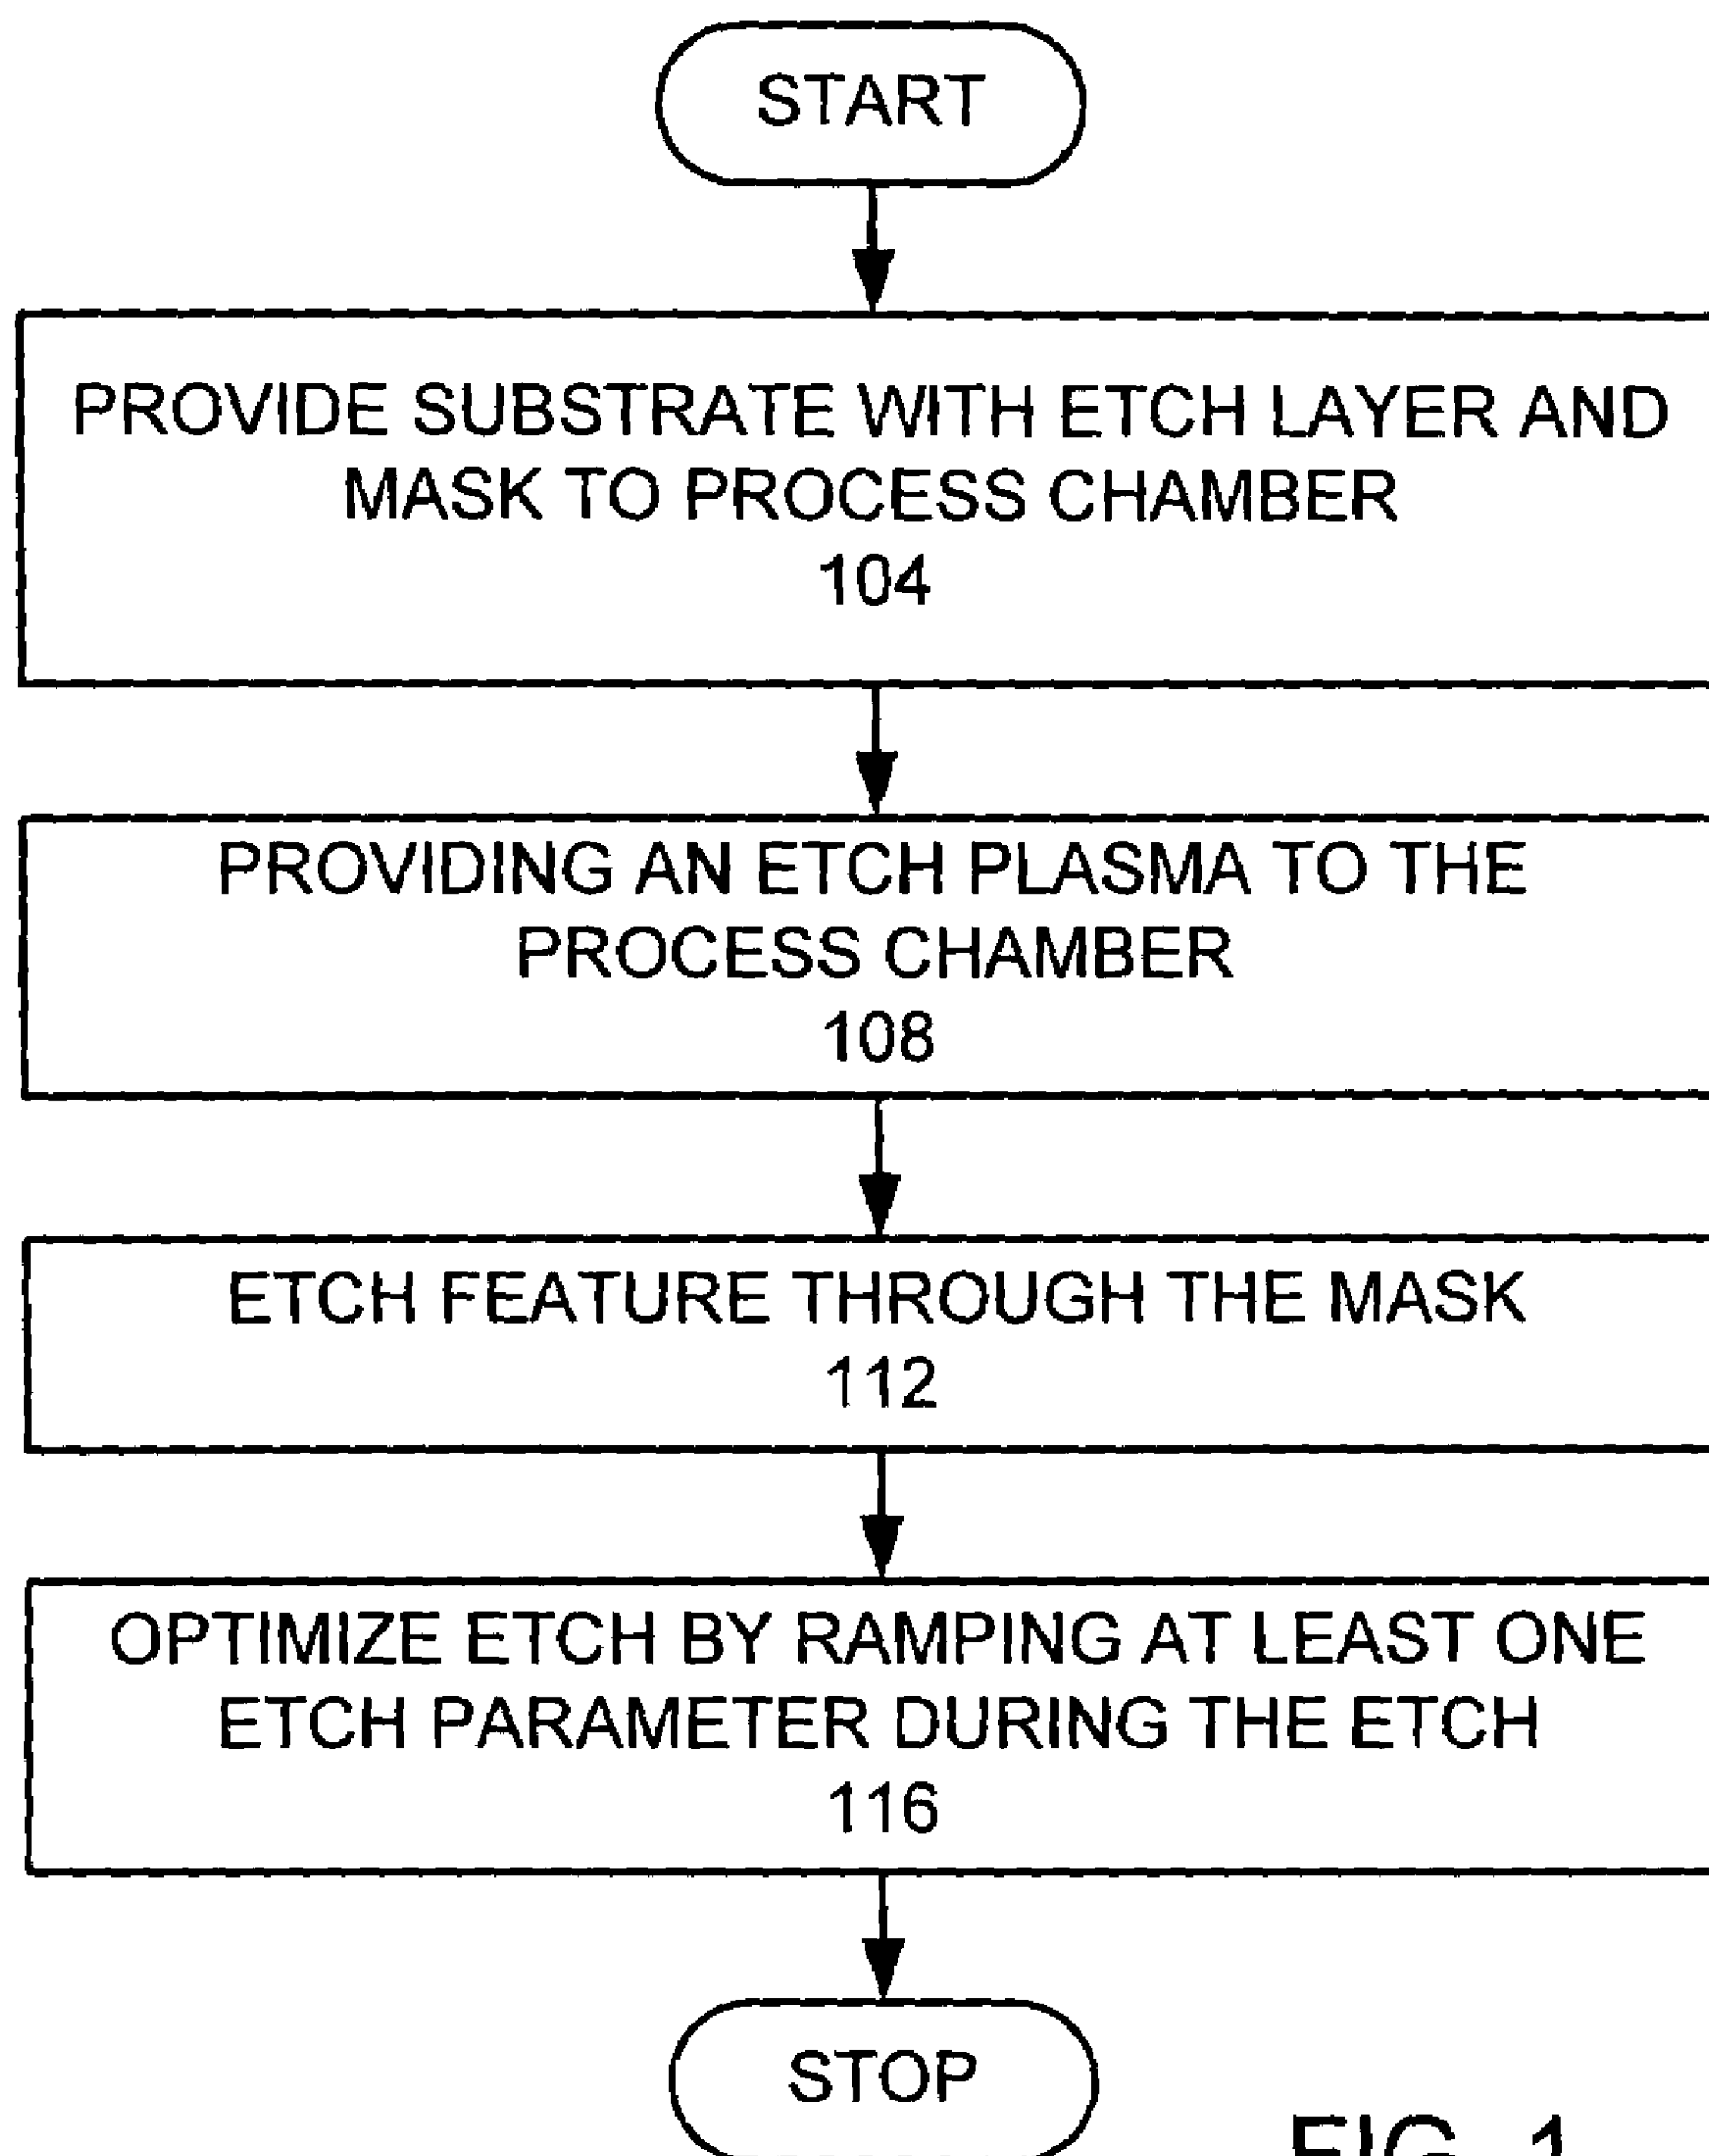 START
PROVIDE SUBSTRATE WITH ETCH LAYER AND
MASK TO PROCESS CHAMBER
104
PROVIDING AN ETCH PLASMA TO THE
PROCESS CHAMBER
108
ETCH FEATURE THROUGH THE MASK
112
OPTIMIZE ETCH BY RAMPING AT LEAST ONE
ETCH PARAMETER DURING THE ETCH
116
STOP
FIG. 1